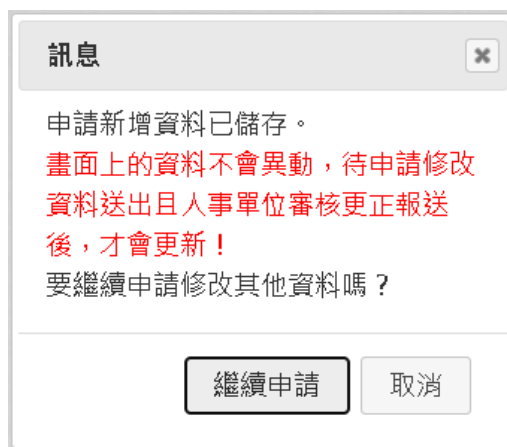 訊息
申請新增資料已儲存。
畫面上的資料不會異動，待申請修改
資料送出且人事單位審核更正報送
後，才會更新！
要繼續申請修改其他資料嗎？
繼續申請
取消